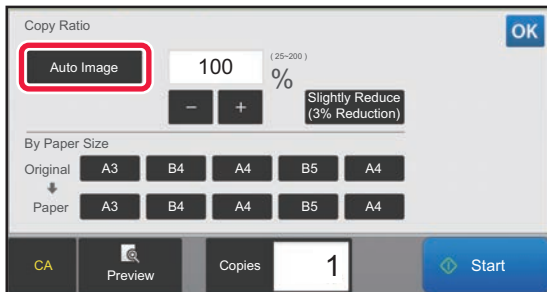 Copy Ratio
OK
Auto Image
100
(25~200)
%
- +
Slightly Reduce
(3% Reduction)
By Paper Size
Original A3 B4 A4 B5 A4
Paper A3 B4 A4 B5 A4
CA
Preview
Copies
1
Start